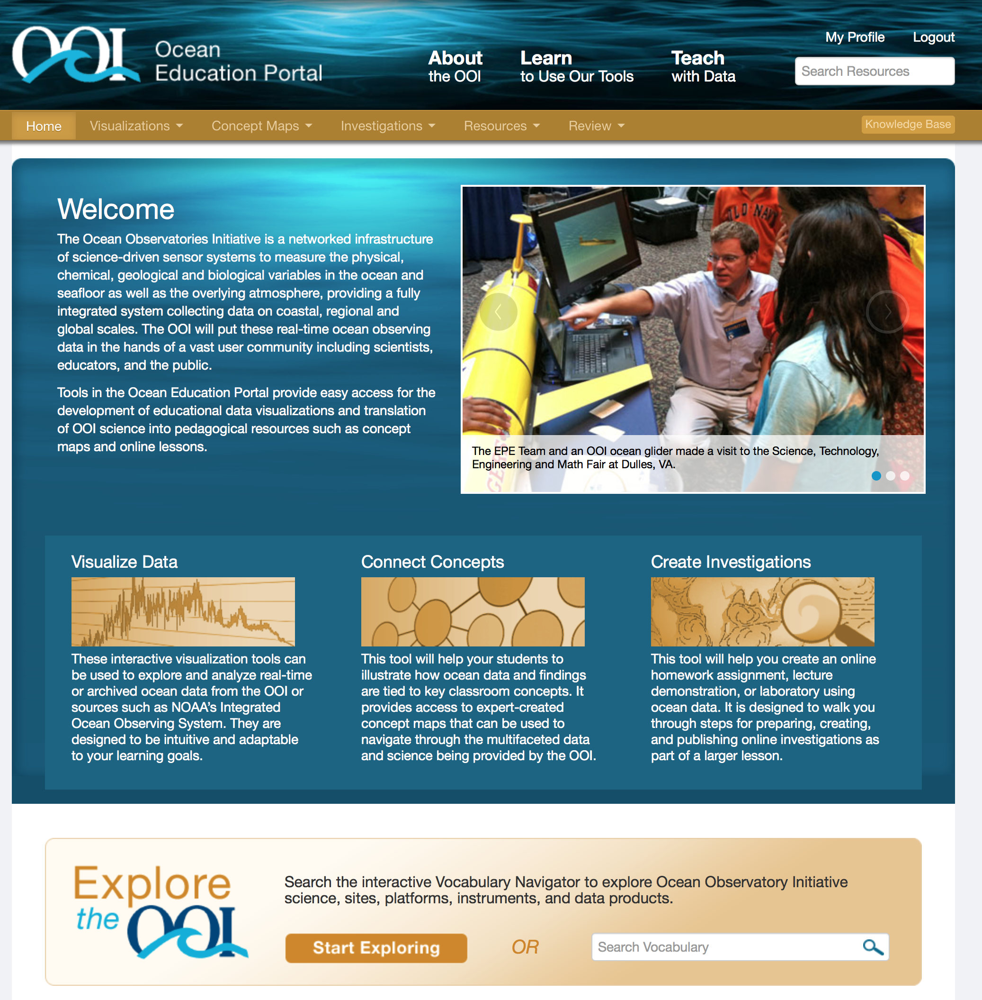 OOI
Ocean
Education Portal
About
the OOI
Learn
to Use Our Tools
Teach
with Data
My Profile
Logout
Search Resources
Home
Visualizations
Concept Maps
Investigations
Resources
Review
Knowledge Base
Welcome
The Ocean Observatories Initiative is a networked infrastructure
of science-driven sensor systems to measure the physical,
chemical, geological and biological variables in the ocean and
seafloor as well as the overlying atmosphere, providing a fully
integrated system collecting data on coastal, regional and
global scales. The OOI will put these real-time ocean observing
data in the hands of a vast user community including scientists,
educators, and the public.
Tools in the Ocean Education Portal provide easy access for the
development of educational data visualizations and translation
of OOI science into pedagogical resources such as concept
maps and online lessons.
OLD NAVY
EXHIBITOR
The EPE Team and an OOI ocean glider made a visit to the Science, Technology,
Engineering and Math Fair at Dulles, VA.
Visualize Data
These interactive visualization tools can
be used to explore and analyze real-time
or archived ocean data from the OOI or
sources such as NOAA's Integrated
Ocean Observing System. They are
designed to be intuitive and adaptable
to your learning goals.
Connect Concepts
This tool will help your students to
illustrate how ocean data and findings
are tied to key classroom concepts. It
provides access to expert-created
concept maps that can be used to
navigate through the multifaceted data
and science being provided by the OOI.
Create Investigations
This tool will help you create an online
homework assignment, lecture
demonstration, or laboratory using
ocean data. It is designed to walk you
through steps for preparing, creating,
and publishing online investigations as
part of a larger lesson.
Explore
the OOI
Search the interactive Vocabulary Navigator to explore Ocean Observatory Initiative
science, sites, platforms, instruments, and data products.
Start Exploring
OR
Search Vocabulary